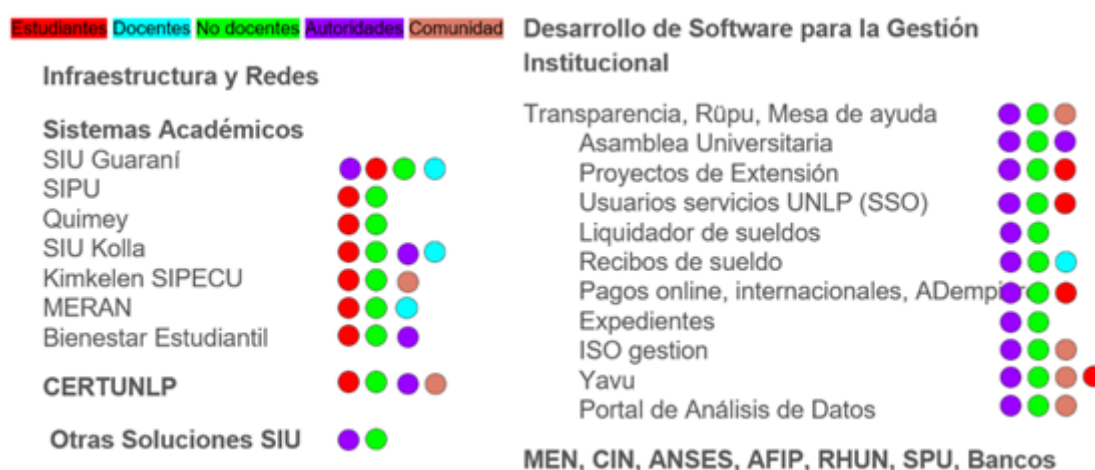 Estudiantes Docentes No docentes Autoridades Comunidad
Infraestructura y Redes
Sistemas Académicos
SIU Guaraní
SIPU
Quimey
SIU Kolla
Kimkelen SIPECU
MERAN
Bienestar Estudiantil
CERTUNLP
Otras Soluciones SIU
Desarrollo de Software para la Gestión
Institucional
Transparencia, Rüpu, Mesa de ayuda
Asamblea Universitaria
Proyectos de Extensión
Usuarios servicios UNLP (SSO)
Liquidador de sueldos
Recibos de sueldo
Pagos online, internacionales, ADempiere
Expedientes
ISO gestion
Yavu
Portal de Análisis de Datos
MEN, CIN, ANSES, AFIP, RHUN, SPU, Bancos